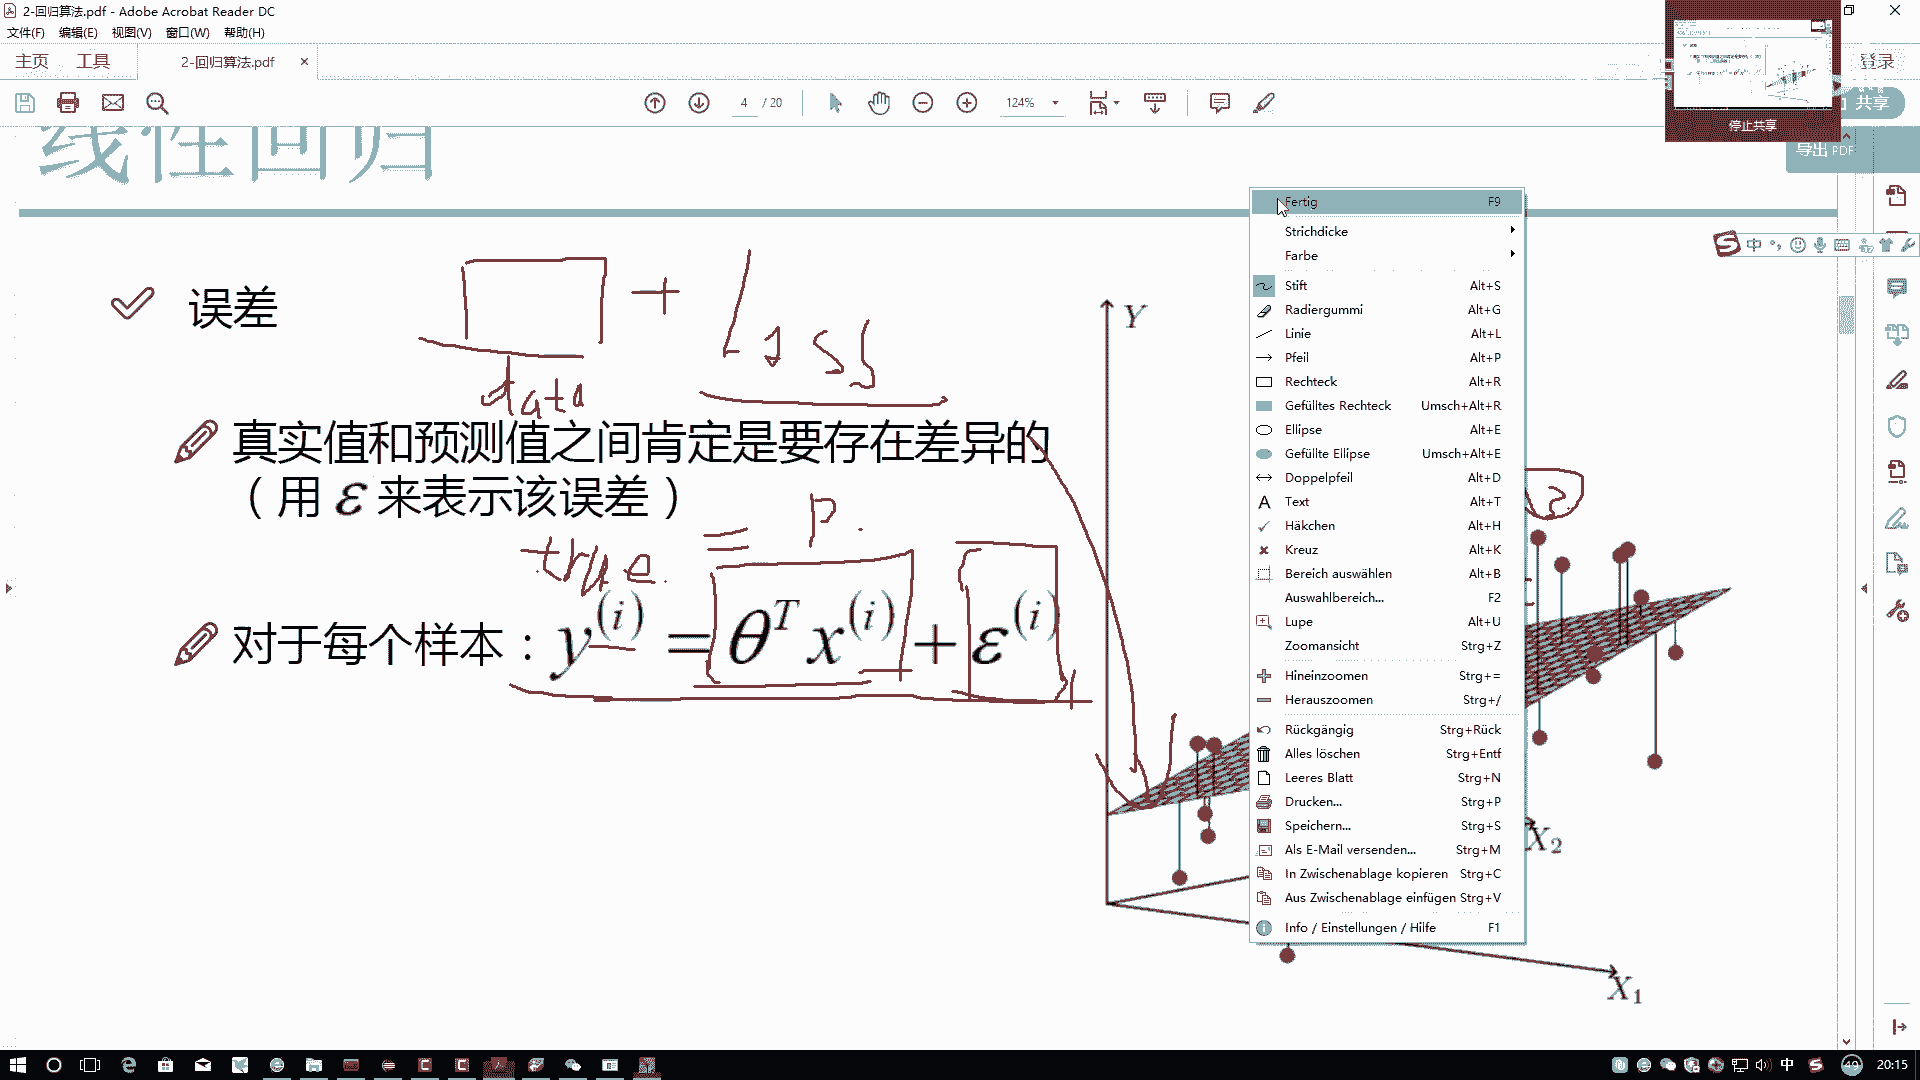 2-回归算法.pdf - Adobe Acrobat Reader DC
文件(F) 编辑(E) 视图(V) 窗口(W) 帮助(H)
主页 工具 2-回归算法.pdf ×
登录
4 / 20 124%
共享
停止共享
导出 PDF
线性回归
中
误差
+ Loss
data
真实值和预测值之间肯定是要存在差异的
（用 ε 来表示该误差）
true = P.
对于每个样本：y^(i) = θ^T x^(i) + ε^(i)
Y
X₂
X₁
Fertig F9
Strichdicke
Farbe
Stift Alt+S
Radiergummi Alt+G
Linie Alt+L
Pfeil Alt+P
Rechteck Alt+R
Gefülltes Rechteck Umsch+Alt+R
Ellipse Alt+E
Gefüllte Ellipse Umsch+Alt+E
Doppelpfeil Alt+D
Text Alt+T
Häkchen Alt+H
Kreuz Alt+K
Bereich auswählen Alt+B
Auswahlbereich... F2
Lupe Alt+U
Zoomansicht Strg+Z
Hineinzoomen Strg+=
Herauszoomen Strg+/
Rückgängig Strg+Rück
Alles löschen Strg+Entf
Leeres Blatt Strg+N
Drucken... Strg+P
Speichern... Strg+S
Als E-Mail versenden... Strg+M
In Zwischenablage kopieren Strg+C
Aus Zwischenablage einfügen Strg+V
Info / Einstellungen / Hilfe F1
中 49 20:15